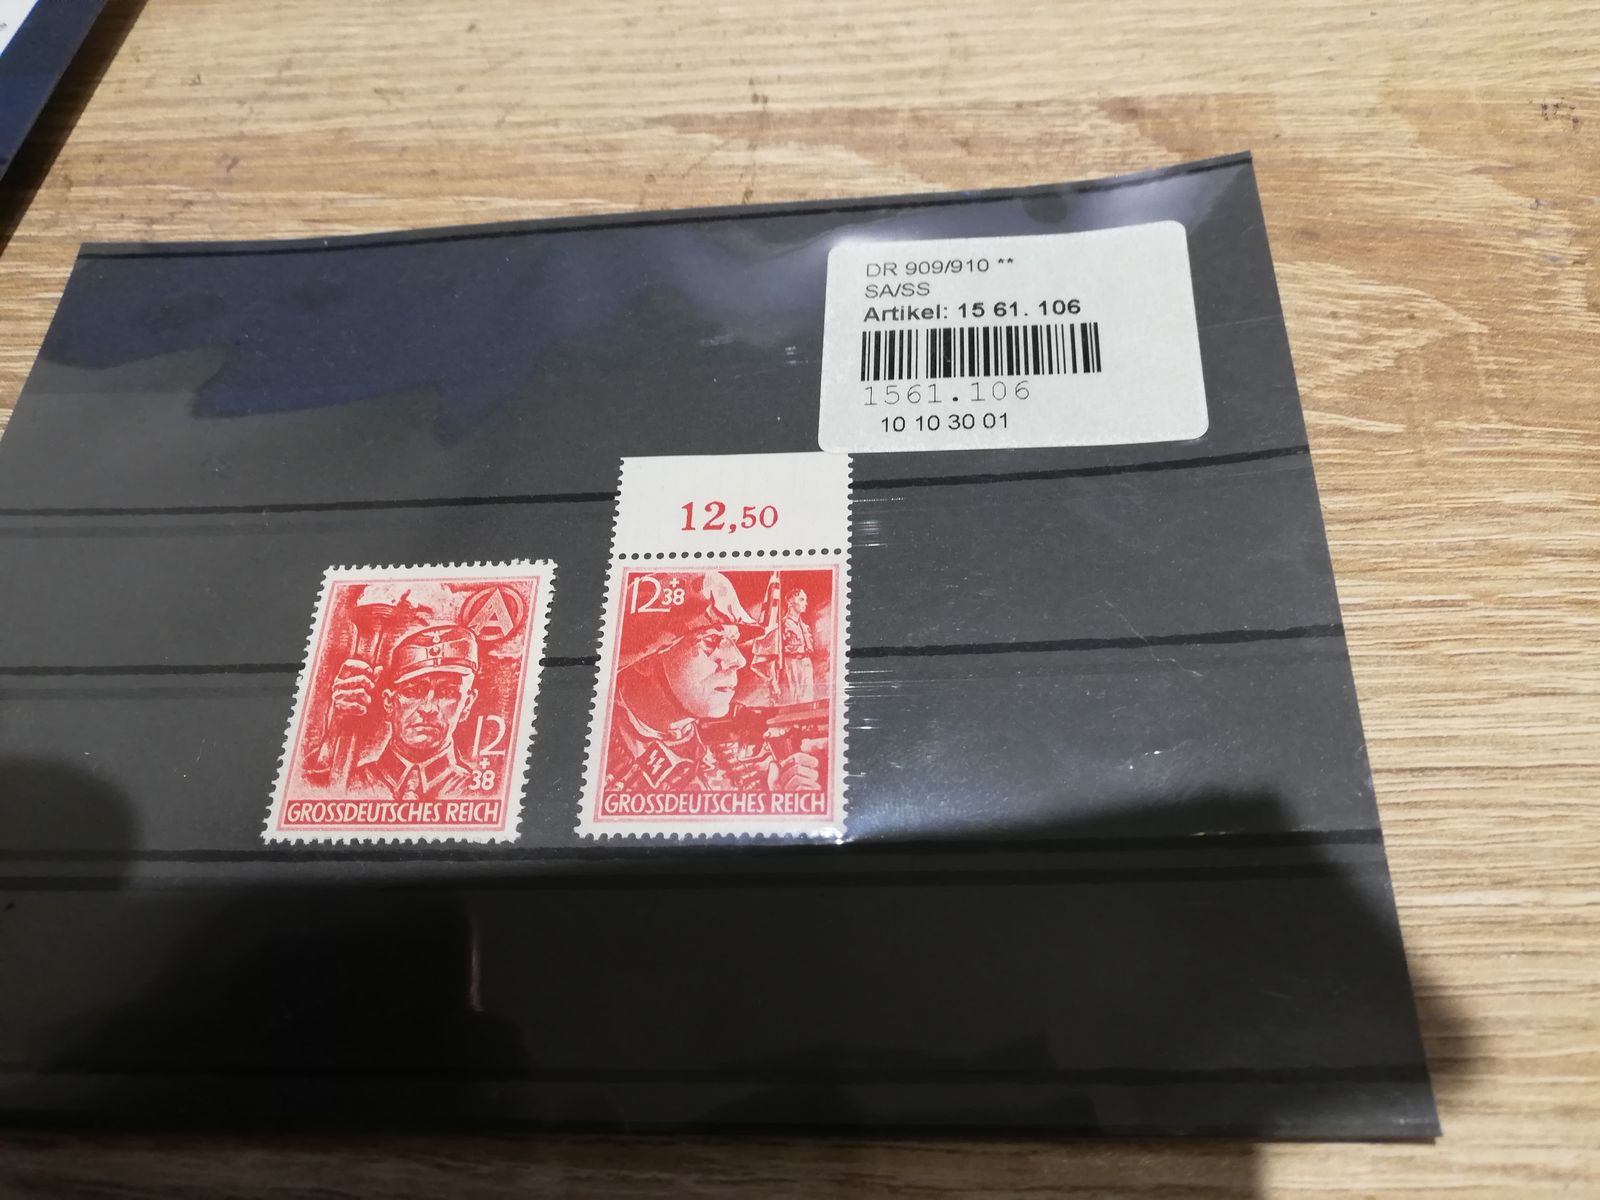 DR 909/910 **
SA/SS
Artikel: 15 61. 106
1561.106
10 10 30 01
12,50
12
+
38
GROSSDEUTSCHES REICH
12+38
GROSSDEUTSCHES REICH